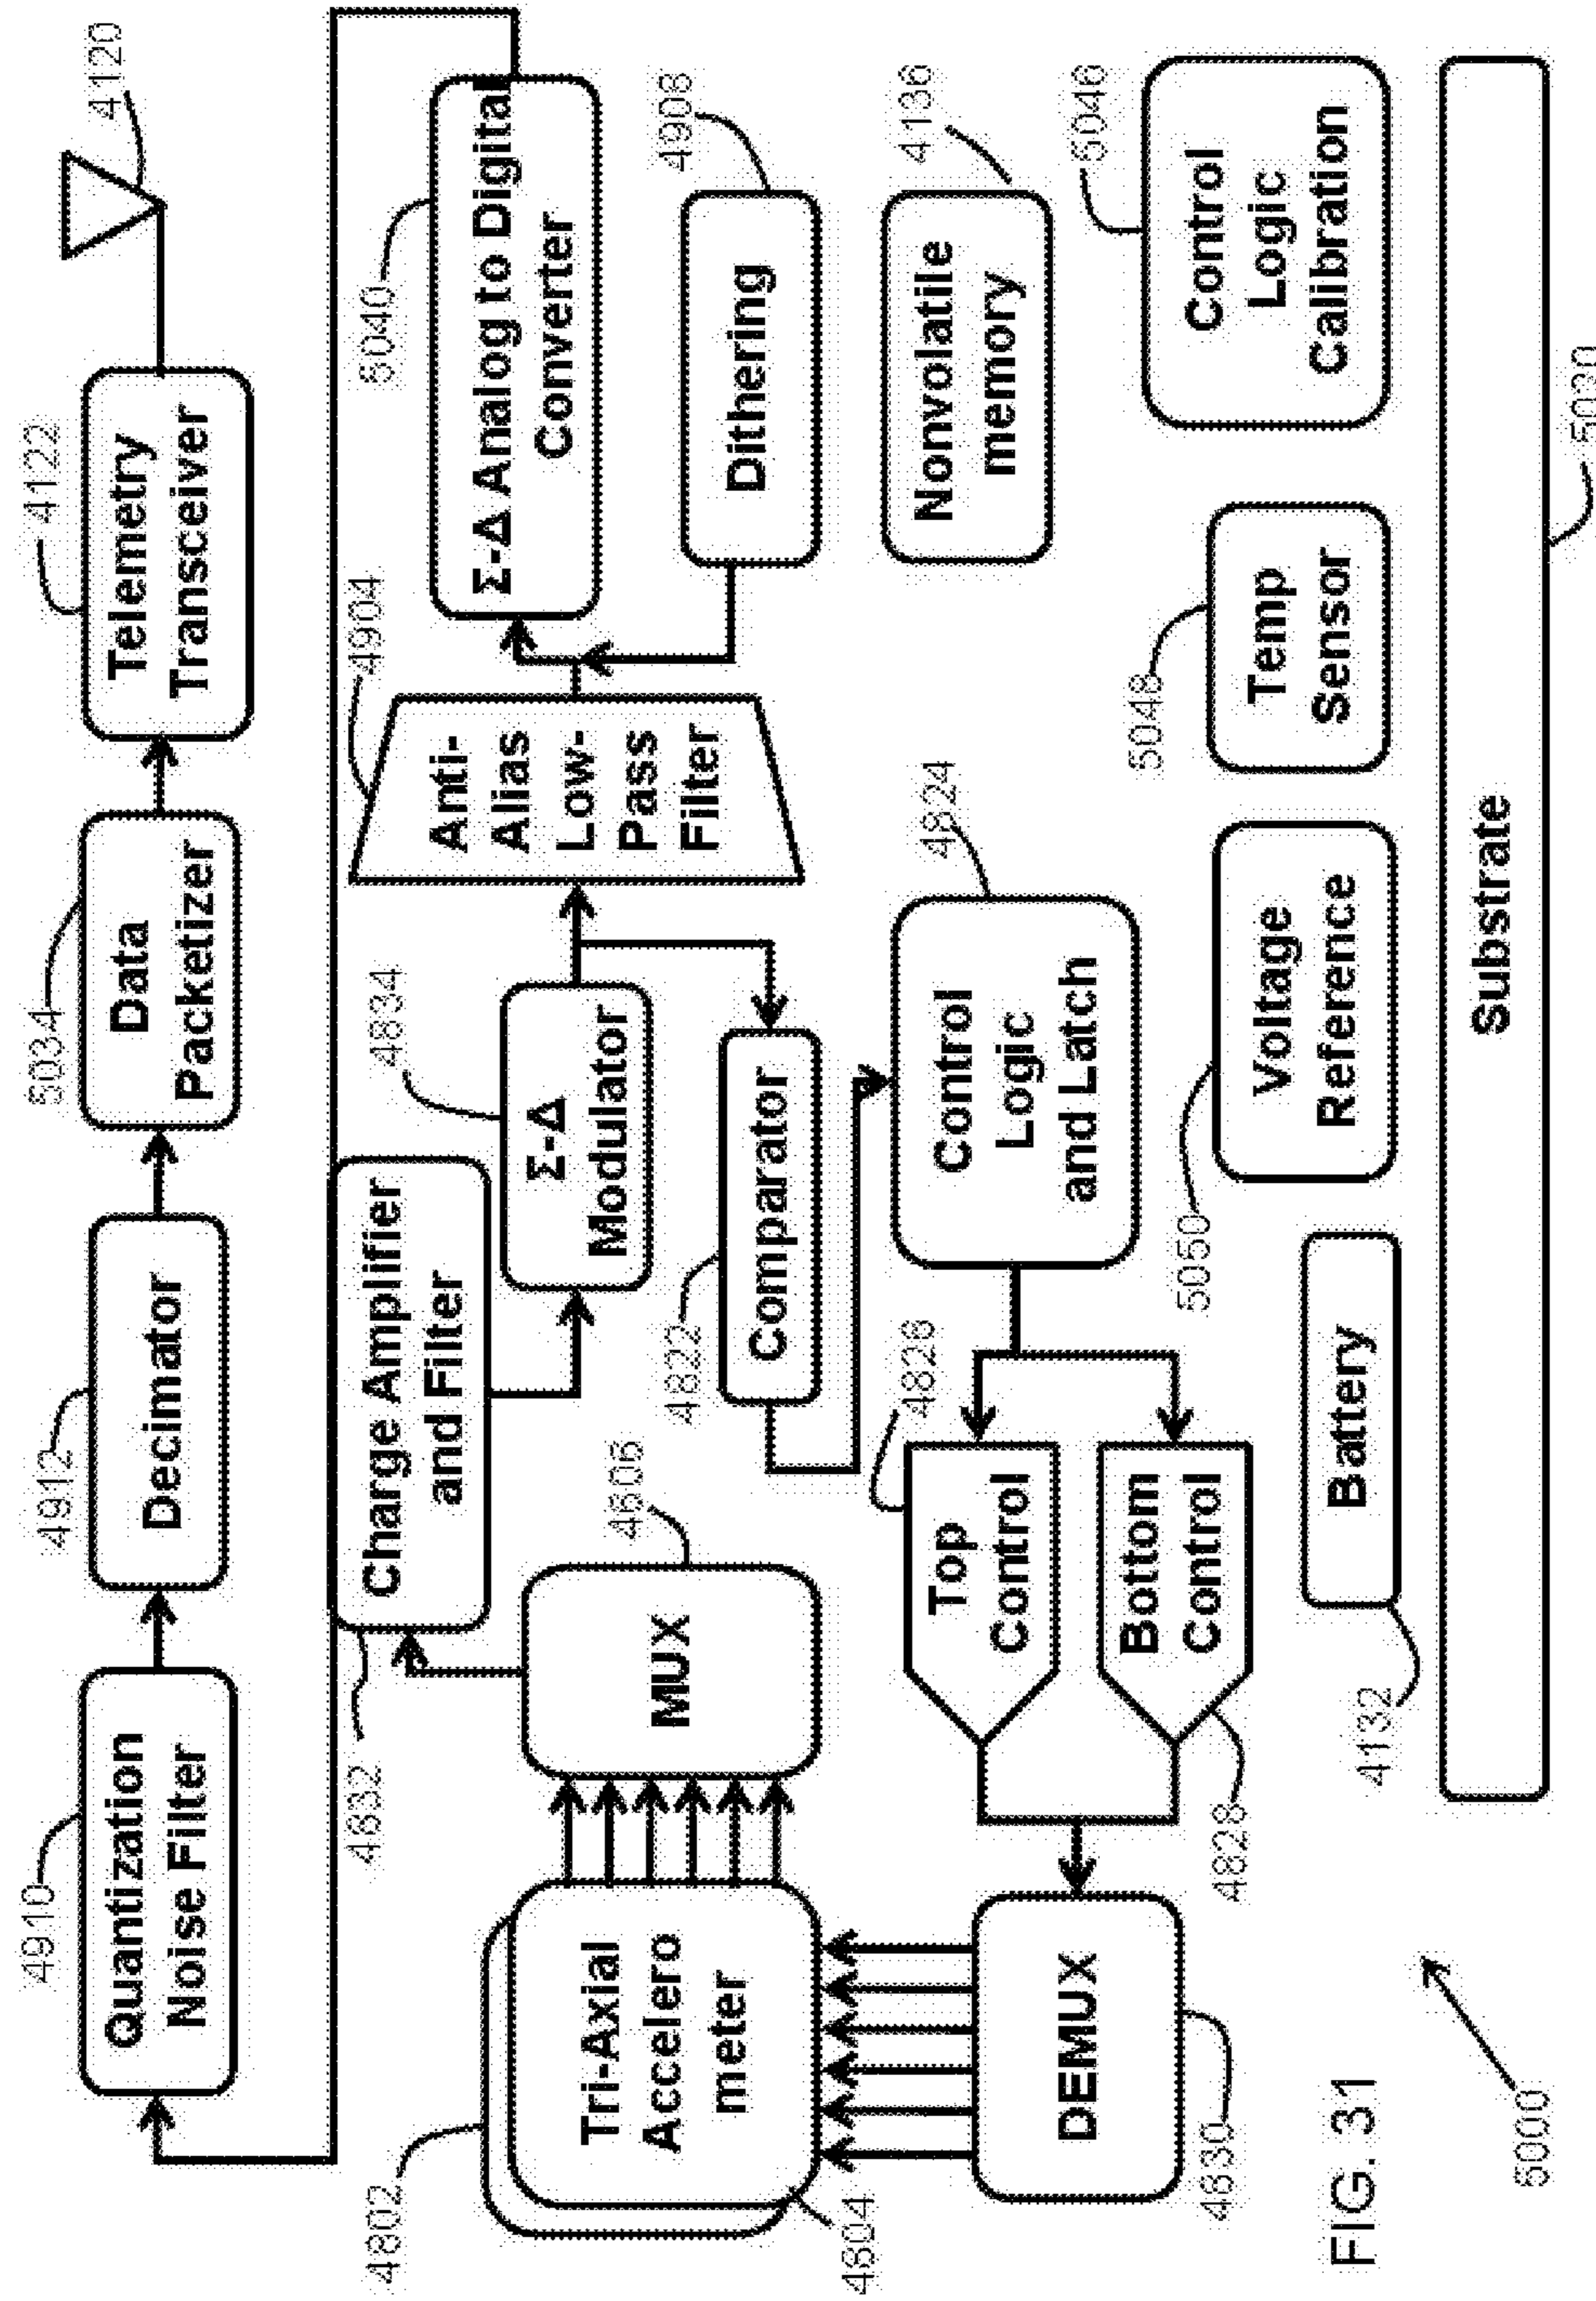 4910
Quantization
Noise Filter
4912
Decimator
5034
Data
Packetizer
4122
Telemetry
Transceiver
4120
4832
Charge Amplifier
and Filter
4834
Σ-Δ
Modulator
4904
Anti-
Alias
Low-
Pass
Filter
5040
Σ-Δ Analog to Digital
Converter
4908
Dithering
4802
Tri-Axial
Accelero
meter
4804
4806
MUX
4822
Comparator
4824
Control
Logic
and Latch
4136
Nonvolatile
memory
4830
DEMUX
4828
Top
Control
Bottom
Control
4828
4132
Battery
5050
Voltage
Reference
5048
Temp
Sensor
5046
Control
Logic
Calibration
Substrate
5030
FIG. 31
5000